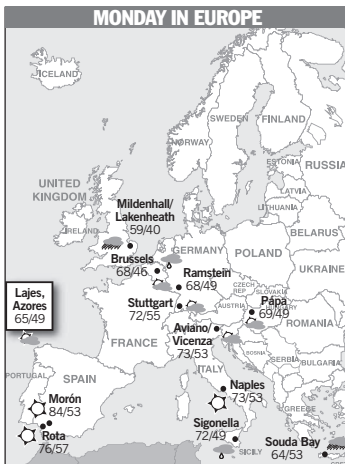 MONDAY IN EUROPE
ICELAND
SWEDEN
FINLAND
NORWAY
ESTONIA
RUSSIA
LATVIA
LITHUANIA
UNITED
KINGDOM
Mildenhall/
Lakenheath
59/40
IRELAND
BELARUS
Brussels
68/46
GERMANY
POLAND
Ramstein
68/49
UKRAINE
CZECH
REP
SLOVAKIA
Lajes,
Azores
65/49
Stuttgart
72/55
AUSTRIA
HUNGARY
Pápa
69/49
FRANCE
Aviano/
Vicenza
73/53
ROMANIA
BOSNIA
SERBIA
BULGARIA
ITALY
PORTUGAL
SPAIN
Morón
84/53
Naples
73/53
Rota
76/57
Sigonella
72/49
SICILY
GREECE
Souda Bay
64/53